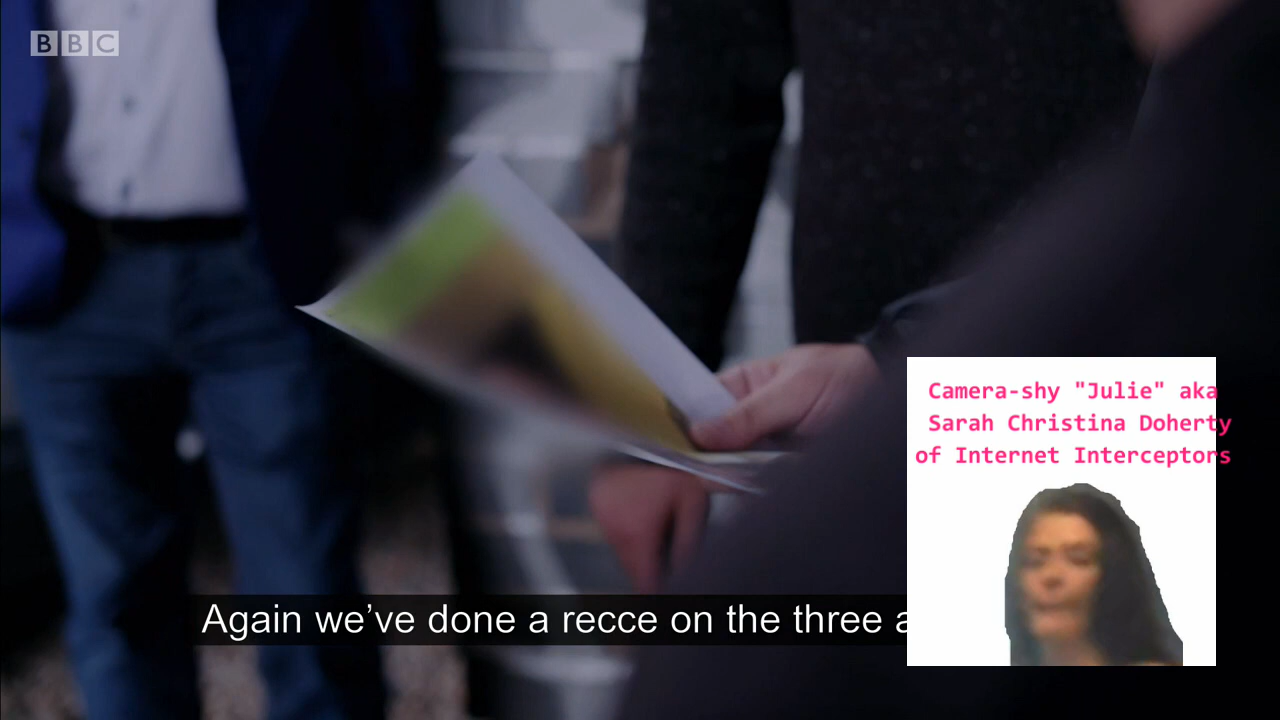 BBC
Camera-shy "Julie" aka
Sarah Christina Doherty
of Internet Interceptors
Again we’ve done a recce on the three